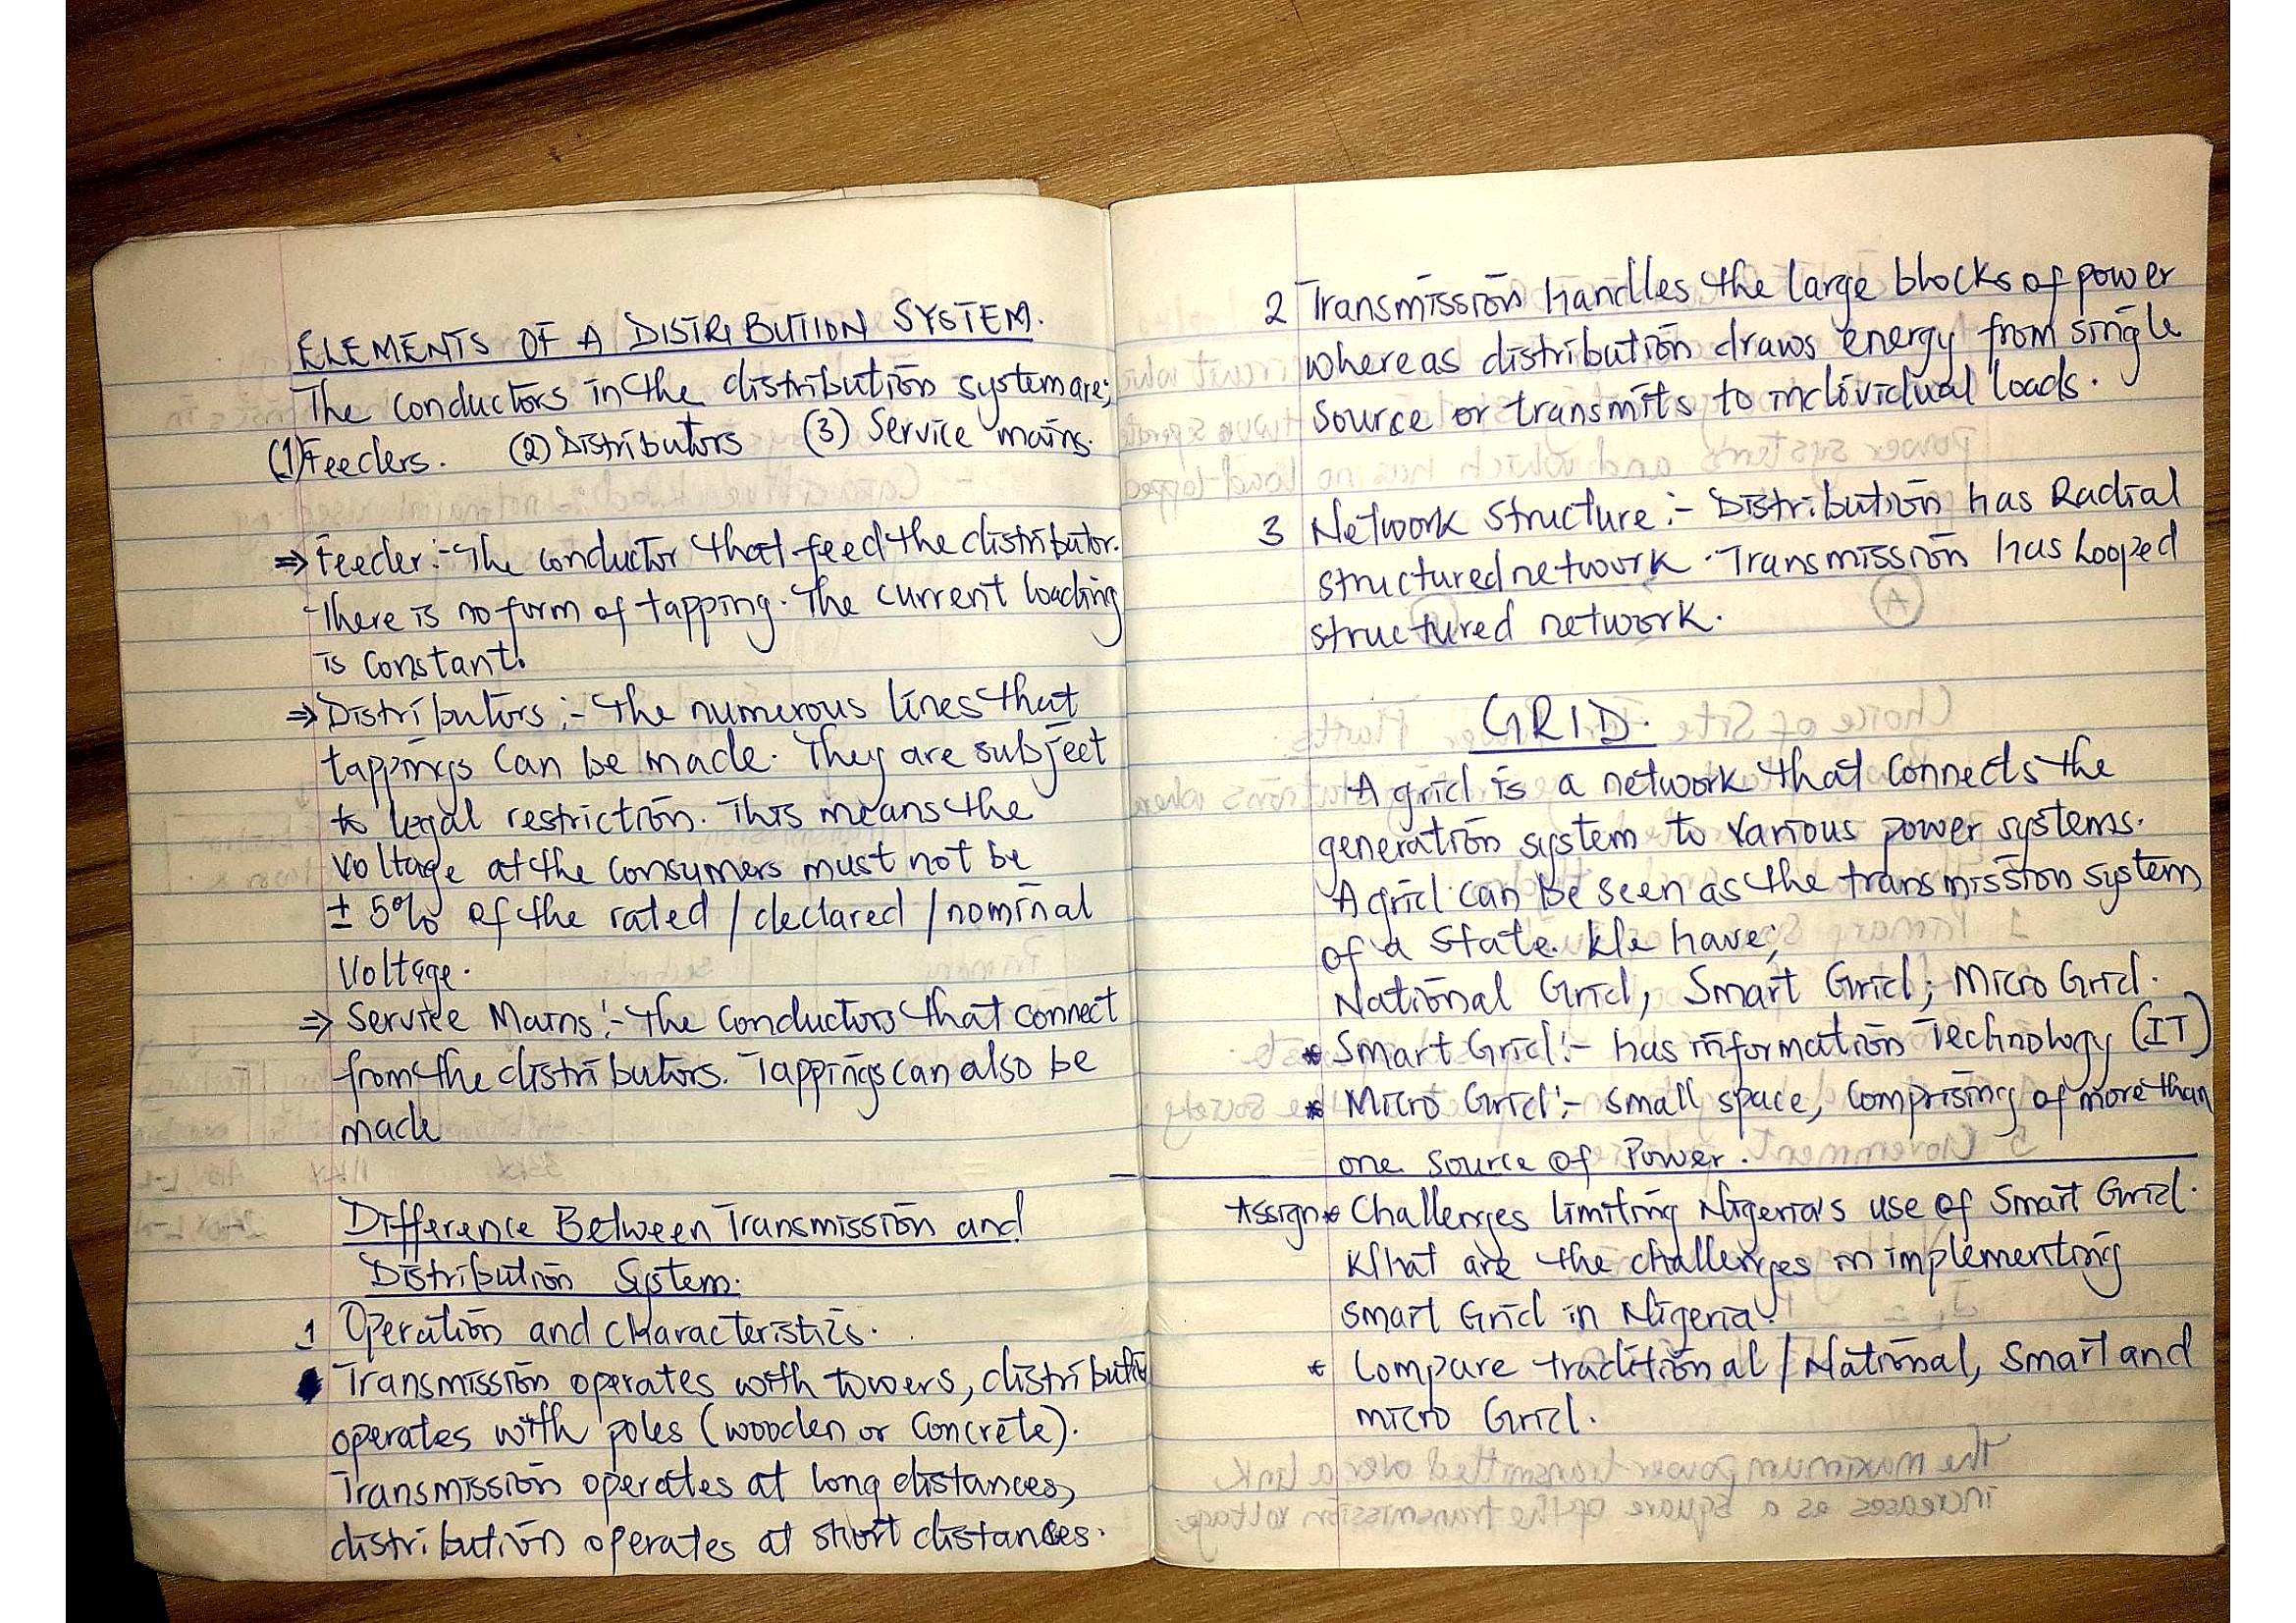 ELEMENTS OF A DISTRIBUTION SYSTEM.
The conductors in the distribution system are;
(1) Feeders. (2) Distributors (3) Service mains.
⇒ Feeder:- The conductor that feed the distributor.
There is no form of tapping. The current loading
is constant.
⇒ Distributors:- The numerous lines that
tappings can be made. They are subject
to legal restriction. This means the
voltage at the consumers must not be
± 5% of the rated / declared / nominal
Voltage.
⇒ Service Mains:- The conductors that connect
from the distributors. Tappings can also be
made
Difference Between Transmission and
Distribution System.
1 Operation and characteristics.
Transmission operates with towers, distribution
operates with poles (wooden or concrete).
Transmission operates at long distances,
distribution operates at short distances.
2 Transmission handles the large blocks of power
whereas distribution draws energy from single
source or transmits to individual loads.
3 Network Structure:- Distribution has Radial
structured network. Transmission has Looped
structured network.
GRID.
A grid is a network that connects the
generation system to various power systems.
A grid can be seen as the transmission system
of a State. We have;
National Grid, Smart Grid, Micro Grid.
* Smart Grid:- has information Technology (IT)
* Micro Grid:- small space, comprising of more than
one source of Power.
Assign * Challenges limiting Nigeria's use of Smart Grid.
What are the challenges in implementing
smart Grid in Nigeria?
* Compare traditional / National, Smart and
micro Grid.